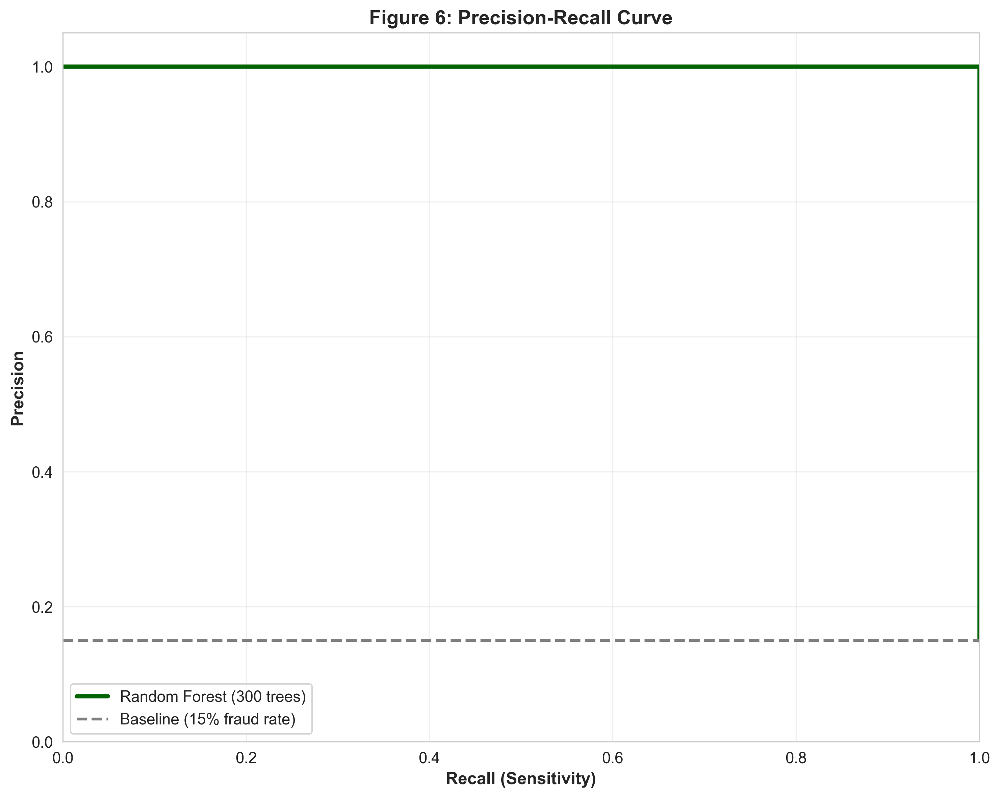 Figure 6: Precision-Recall Curve
1.0
0.8
0.6
0.4
0.2
0.0
Precision
Random Forest (300 trees)
Baseline (15% fraud rate)
0.0 0.2 0.4 0.6 0.8 1.0
Recall (Sensitivity)